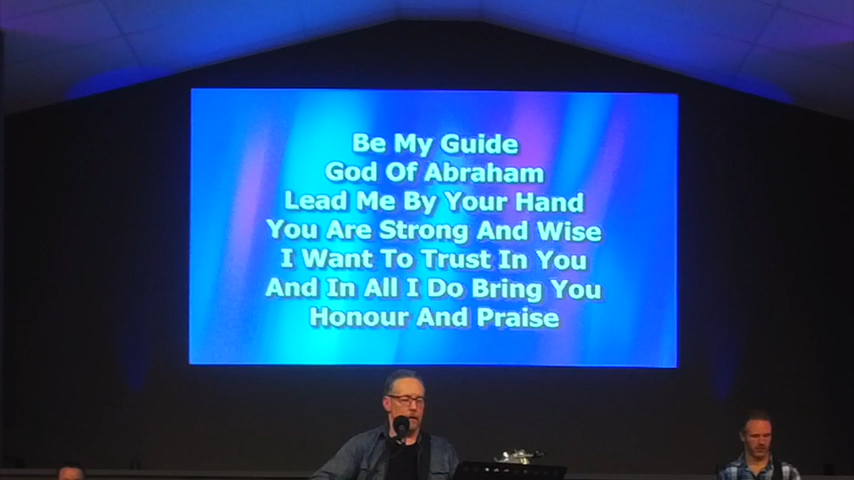 Be My Guide
God Of Abraham
Lead Me By Your Hand
You Are Strong And Wise
I Want To Trust In You
And In All I Do Bring You
Honour And Praise